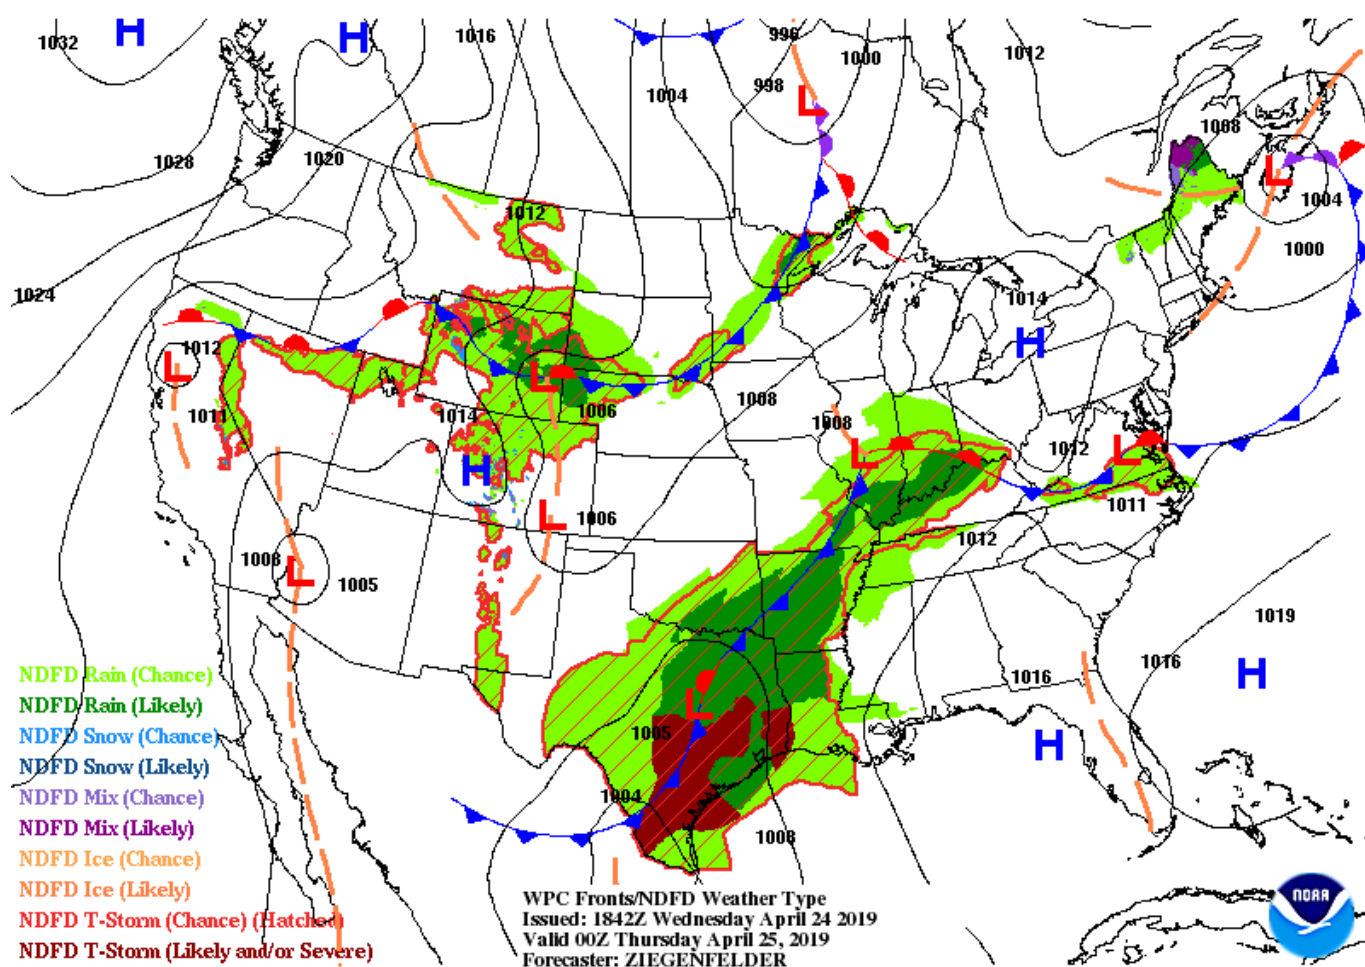 1032
H
H
1016
996
1000
1012
998
1004
L
1008
1028
1020
L
1004
1012
1000
1024
1014
H
1012
L
L
1006
1008
1011
1014
1008
1012
L
L
H
1011
L
1006
1012
1008
L
1005
1019
1016
1016
H
L
1005
H
1004
1008
NDFD Rain (Chance)
NDFD Rain (Likely)
NDFD Snow (Chance)
NDFD Snow (Likely)
NDFD Mix (Chance)
NDFD Mix (Likely)
NDFD Ice (Chance)
NDFD Ice (Likely)
NDFD T-Storm (Chance) (Hatched)
NDFD T-Storm (Likely and/or Severe)
WPC Fronts/NDFD Weather Type
Issued: 1842Z Wednesday April 24 2019
Valid 00Z Thursday April 25, 2019
Forecaster: ZIEGENFELDER
NOAA